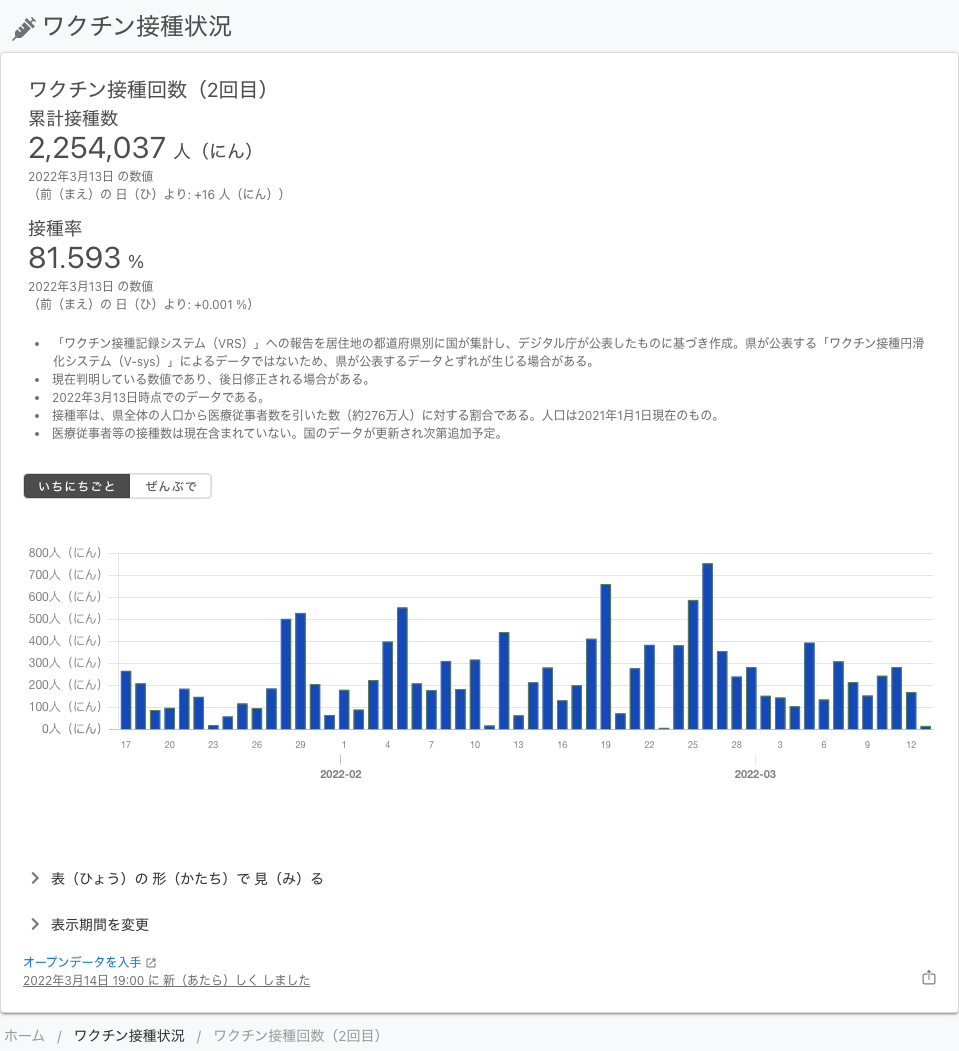 ワクチン接種状況
ワクチン接種回数（2回目）
累計接種数
2,254,037 人（にん）
2022年3月13日 の数値
（前（まえ）の 日（ひ）より: +16 人（にん））
接種率
81.593 %
2022年3月13日 の数値
（前（まえ）の 日（ひ）より: +0.001 %）
• 「ワクチン接種記録システム（VRS）」への報告を居住地の都道府県別に国が集計し、デジタル庁が公表したものに基づき作成。県が公表する「ワクチン接種円滑
化システム（V-sys）」によるデータではないため、県が公表するデータとずれが生じる場合がある。
• 現在判明している数値であり、後日修正される場合がある。
• 2022年3月13日時点でのデータである。
• 接種率は、県全体の人口から医療従事者数を引いた数（約276万人）に対する割合である。人口は2021年1月1日現在のもの。
• 医療従事者等の接種数は現在含まれていない。国のデータが更新され次第追加予定。
いちにちごと ぜんぶで
800人（にん）
700人（にん）
600人（にん）
500人（にん）
400人（にん）
300人（にん）
200人（にん）
100人（にん）
0人（にん）
17 20 23 26 29 1 4 7 10 13 16 19 22 25 28 3 6 9 12
2022-02 2022-03
表（ひょう）の 形（かたち）で 見（み）る
表示期間を変更
オープンデータを入手
2022年3月14日 19:00 に 新（あたら）しく しました
ホーム / ワクチン接種状況 / ワクチン接種回数（2回目）